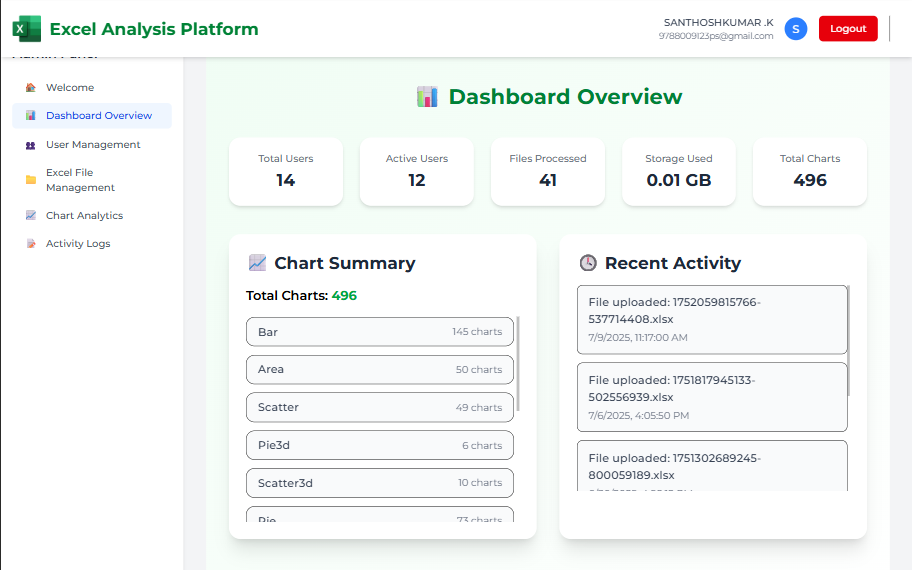 X
Excel Analysis Platform
SANTHOSHKUMAR .K
9788009123ps@gmail.com
S
Logout
Admin Panel
Welcome
Dashboard Overview
User Management
Excel File
Management
Chart Analytics
Activity Logs
Dashboard Overview
Total Users
14
Active Users
12
Files Processed
41
Storage Used
0.01 GB
Total Charts
496
Chart Summary
Total Charts: 496
Bar 145 charts
Area 50 charts
Scatter 49 charts
Pie3d 6 charts
Scatter3d 10 charts
Pie 73 charts
Recent Activity
File uploaded: 1752059815766-
537714408.xlsx
7/9/2025, 11:17:00 AM
File uploaded: 1751817945133-
502556939.xlsx
7/6/2025, 4:05:50 PM
File uploaded: 1751302689245-
800059189.xlsx